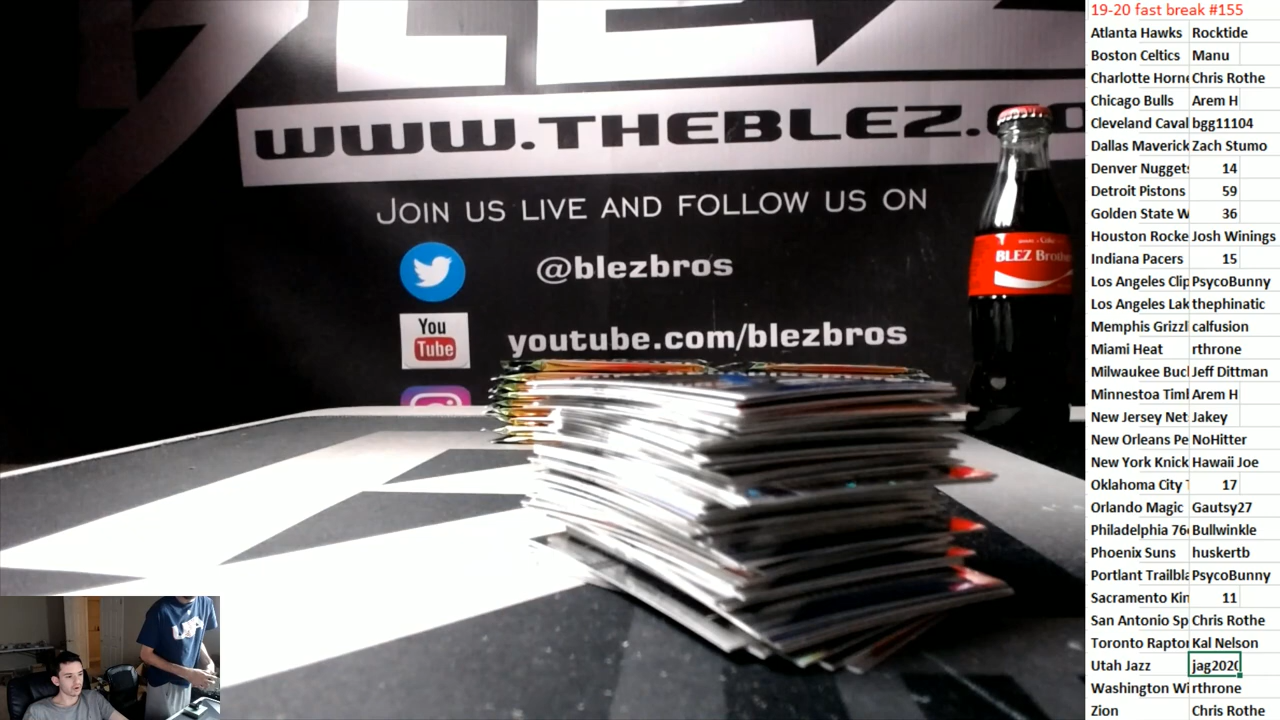 WWW.THEBLEZ.CO
JOIN US LIVE AND FOLLOW US ON
@blezbros
You
Tube
youtube.com/blezbros
BLEZ Brothe
19-20 fast break #155
Atlanta Hawks Rocktide
Boston Celtics Manu
Charlotte Horne Chris Rothe
Chicago Bulls Arem H
Cleveland Caval bgg11104
Dallas Maverick Zach Stumo
Denver Nuggets 14
Detroit Pistons 59
Golden State W 36
Houston Rocke Josh Winings
Indiana Pacers 15
Los Angeles Clip PsycoBunny
Los Angeles Lak thephinatic
Memphis Grizzl calfusion
Miami Heat rthrone
Milwaukee Buc Jeff Dittman
Minnestoa Timl Arem H
New Jersey Net Jakey
New Orleans Pe NoHitter
New York Knick Hawaii Joe
Oklahoma City T 17
Orlando Magic Gautsy27
Philadelphia 76e Bullwinkle
Phoenix Suns huskertb
Portlant Trailbla PsycoBunny
Sacramento Kin 11
San Antonio Sp Chris Rothe
Toronto Rapto Kal Nelson
Utah Jazz jag2020
Washington Wi rthrone
Zion Chris Rothe